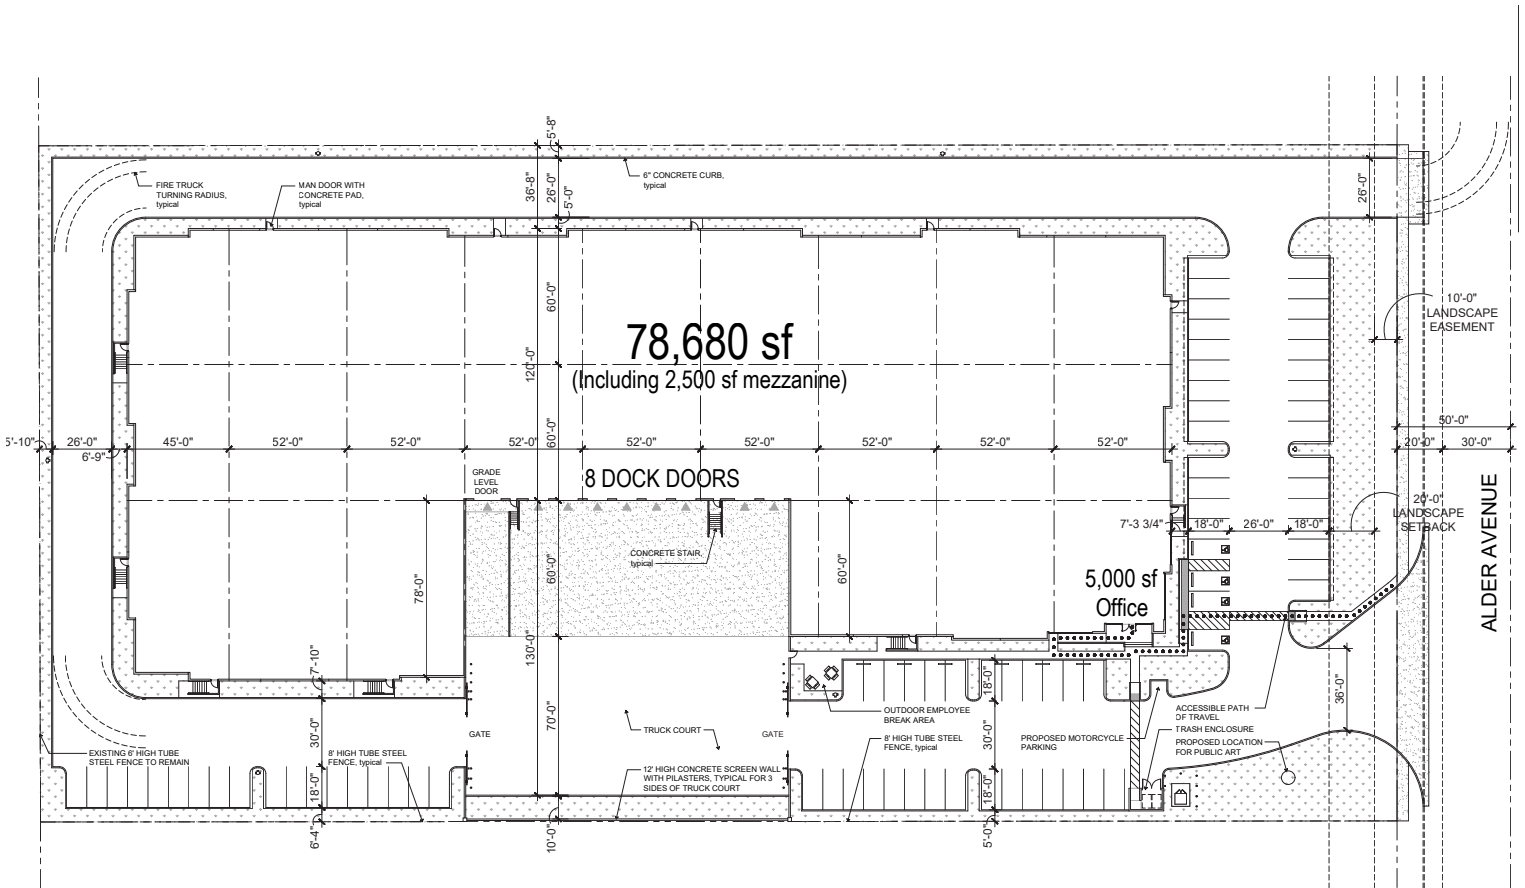 5'-8"
36'-8"
26'-0"
5'-0"
FIRE TRUCK
TURNING RADIUS,
typical
MAN DOOR WITH
CONCRETE PAD,
typical
6" CONCRETE CURB,
typical
26'-0"
60'-0"
120'-0"
78,680 sf
(Including 2,500 sf mezzanine)
10'-0"
LANDSCAPE
EASEMENT
60'-0"
5'-10"
26'-0"
6'-9"
45'-0"
52'-0"
52'-0"
52'-0"
52'-0"
52'-0"
52'-0"
52'-0"
52'-0"
50'-0"
20'-0"
30'-0"
GRADE
LEVEL
DOOR
8 DOCK DOORS
20'-0"
LANDSCAPE
SETBACK
7'-3 3/4"
18'-0"
26'-0"
18'-0"
ALDER AVENUE
CONCRETE STAIR,
typical
78'-0"
60'-0"
60'-0"
5,000 sf
Office
130'-0"
7'-10"
70'-0"
18'-0"
36'-0"
30'-0"
30'-0"
GATE
GATE
TRUCK COURT
OUTDOOR EMPLOYEE
BREAK AREA
8' HIGH TUBE STEEL
FENCE, typical
PROPOSED MOTORCYCLE
PARKING
ACCESSIBLE PATH
OF TRAVEL
TRASH ENCLOSURE
PROPOSED LOCATION
FOR PUBLIC ART
EXISTING 6' HIGH TUBE
STEEL FENCE TO REMAIN
8' HIGH TUBE STEEL
FENCE, typical
12' HIGH CONCRETE SCREEN WALL
WITH PILASTERS, TYPICAL FOR 3
SIDES OF TRUCK COURT
18'-0"
18'-0"
6'-4"
10'-0"
5'-0"